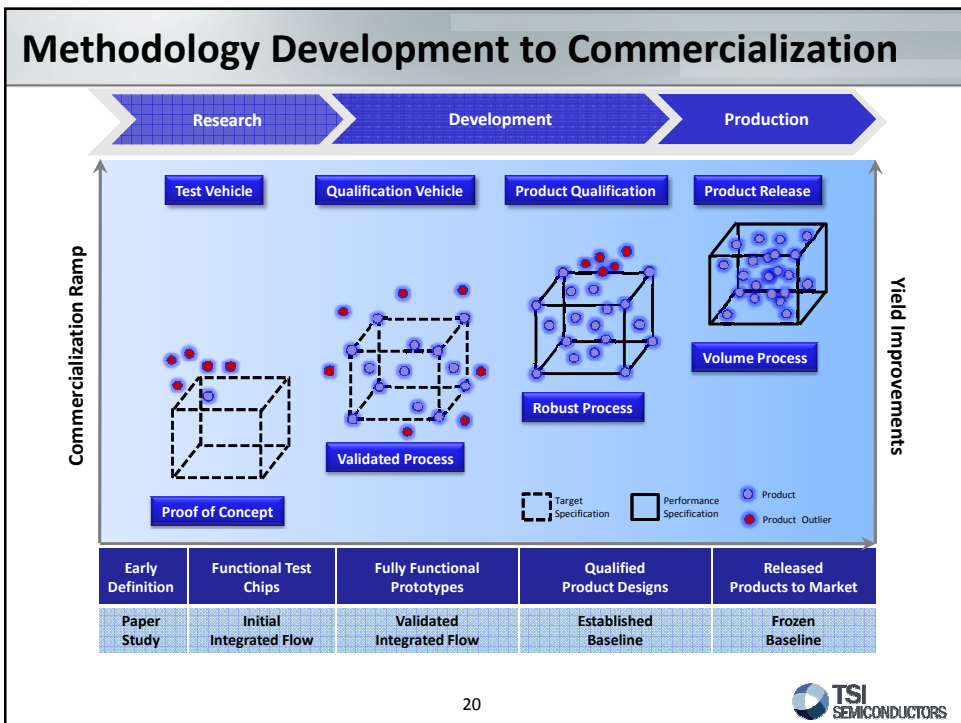 Methodology Development to Commercialization
Research
Development
Production
Test Vehicle
Qualification Vehicle
Product Qualification
Product Release
Commercialization Ramp
Yield Improvements
Volume Process
Robust Process
Validated Process
Proof of Concept
Target
Specification
Performance
Specification
Product
Product Outlier
Early
Definition
Functional Test
Chips
Fully Functional
Prototypes
Qualified
Product Designs
Released
Products to Market
Paper
Study
Initial
Integrated Flow
Validated
Integrated Flow
Established
Baseline
Frozen
Baseline
20
TSI
SEMICONDUCTORS